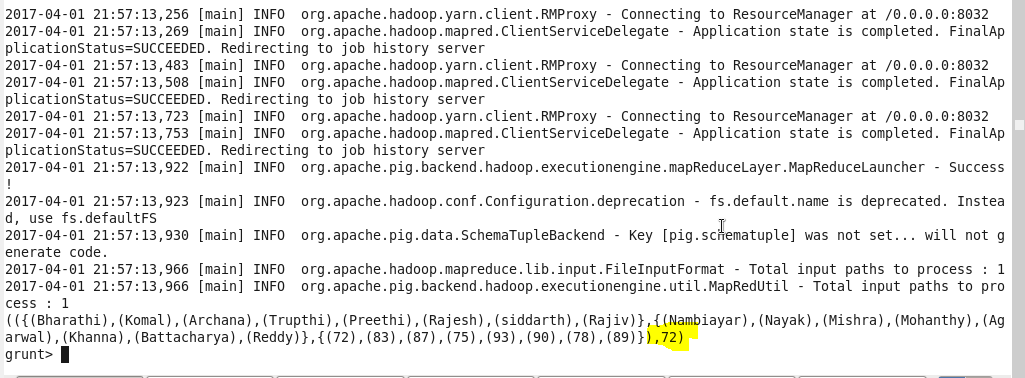 2017-04-01 21:57:13,256 [main] INFO  org.apache.hadoop.yarn.client.RMProxy - Connecting to ResourceManager at /0.0.0.0:8032
2017-04-01 21:57:13,269 [main] INFO  org.apache.hadoop.mapred.ClientServiceDelegate - Application state is completed. FinalAp
plicationStatus=SUCCEEDED. Redirecting to job history server
2017-04-01 21:57:13,483 [main] INFO  org.apache.hadoop.yarn.client.RMProxy - Connecting to ResourceManager at /0.0.0.0:8032
2017-04-01 21:57:13,508 [main] INFO  org.apache.hadoop.mapred.ClientServiceDelegate - Application state is completed. FinalAp
plicationStatus=SUCCEEDED. Redirecting to job history server
2017-04-01 21:57:13,723 [main] INFO  org.apache.hadoop.yarn.client.RMProxy - Connecting to ResourceManager at /0.0.0.0:8032
2017-04-01 21:57:13,753 [main] INFO  org.apache.hadoop.mapred.ClientServiceDelegate - Application state is completed. FinalAp
plicationStatus=SUCCEEDED. Redirecting to job history server
2017-04-01 21:57:13,922 [main] INFO  org.apache.pig.backend.hadoop.executionengine.mapReduceLayer.MapReduceLauncher - Success
!
2017-04-01 21:57:13,923 [main] INFO  org.apache.hadoop.conf.Configuration.deprecation - fs.default.name is deprecated. Instea
d, use fs.defaultFS
2017-04-01 21:57:13,930 [main] INFO  org.apache.pig.data.SchemaTupleBackend - Key [pig.schematuple] was not set... will not g
enerate code.
2017-04-01 21:57:13,966 [main] INFO  org.apache.hadoop.mapreduce.lib.input.FileInputFormat - Total input paths to process : 1
2017-04-01 21:57:13,966 [main] INFO  org.apache.pig.backend.hadoop.executionengine.util.MapRedUtil - Total input paths to pro
cess : 1
(({(Bharathi),(Komal),(Archana),(Trupthi),(Preethi),(Rajesh),(siddarth),(Rajiv)},{(Nambiayar),(Nayak),(Mishra),(Mohanthy),(Ag
arwal),(Khanna),(Battacharya),(Reddy)},{(72),(83),(87),(75),(93),(90),(78),(89)}),72)
grunt>